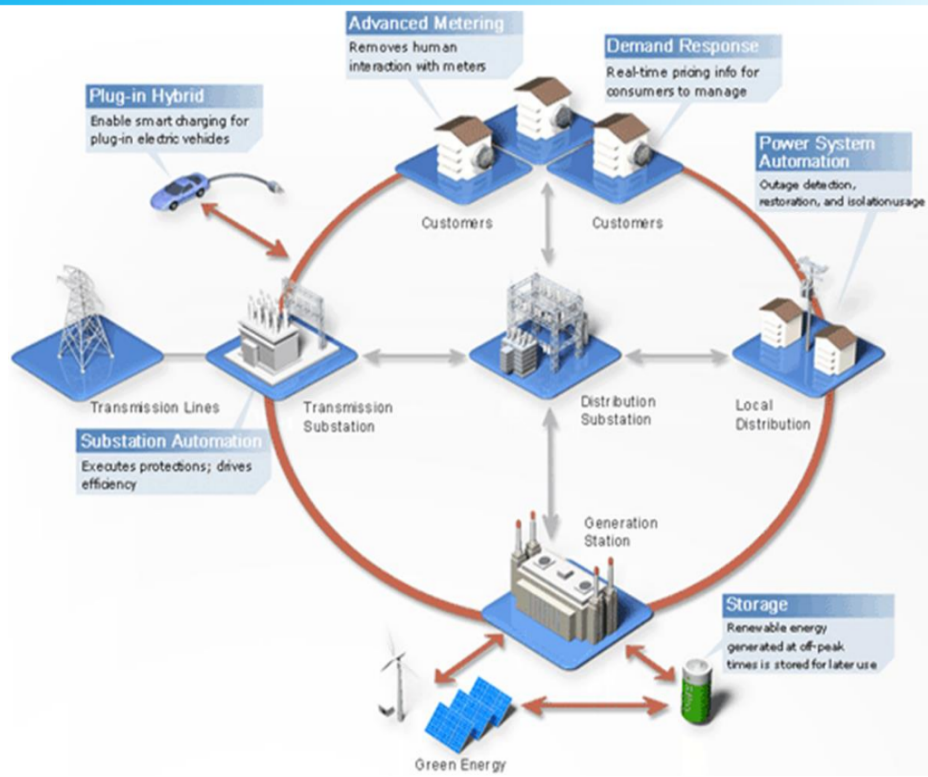 Advanced Metering
Removes human
interaction with meters
Demand Response
Real-time pricing info for
consumers to manage
Plug-in Hybrid
Enable smart charging for
plug-in electric vehicles
Power System
Automation
Outage detection,
restoration, and isolationusage
Customers
Customers
Transmission Lines
Transmission
Substation
Distribution
Substation
Local
Distribution
Substation Automation
Executes protections; drives
efficiency
Generation
Station
Storage
Renewable energy
generated at off-peak
times is stored for later use
Green Energy